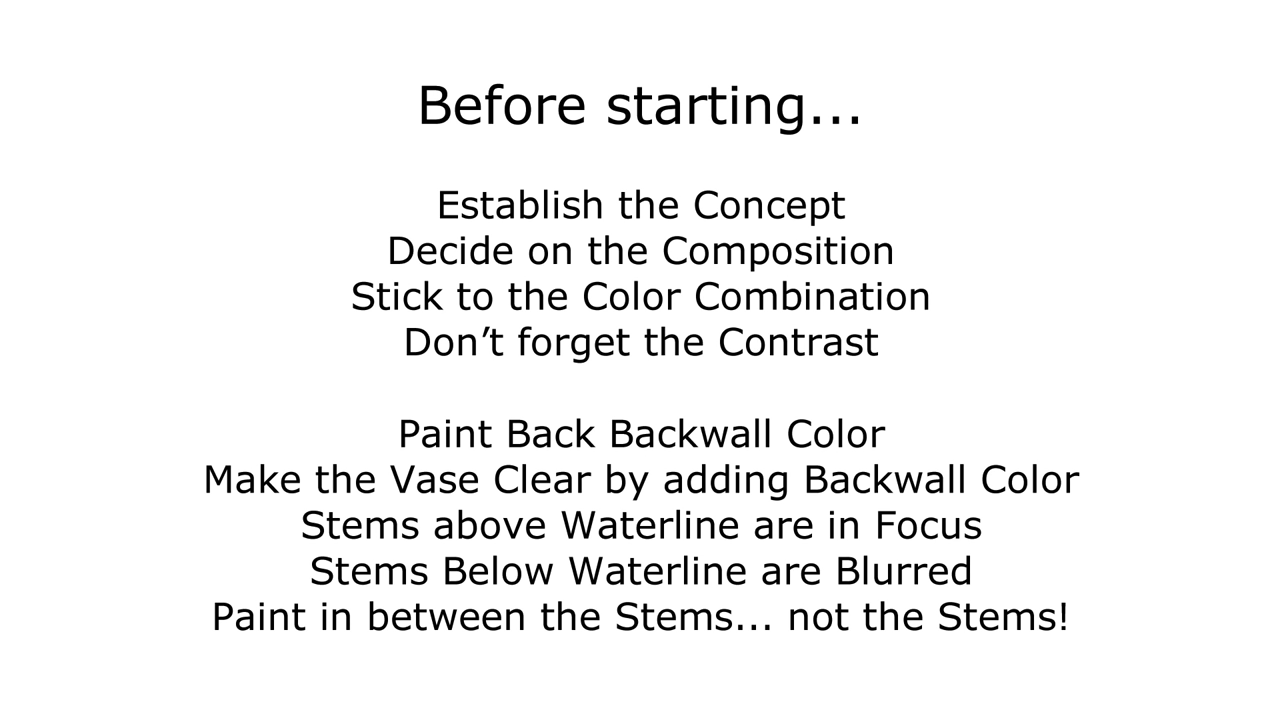 Before starting...
Establish the Concept
Decide on the Composition
Stick to the Color Combination
Don’t forget the Contrast
Paint Back Backwall Color
Make the Vase Clear by adding Backwall Color
Stems above Waterline are in Focus
Stems Below Waterline are Blurred
Paint in between the Stems... not the Stems!